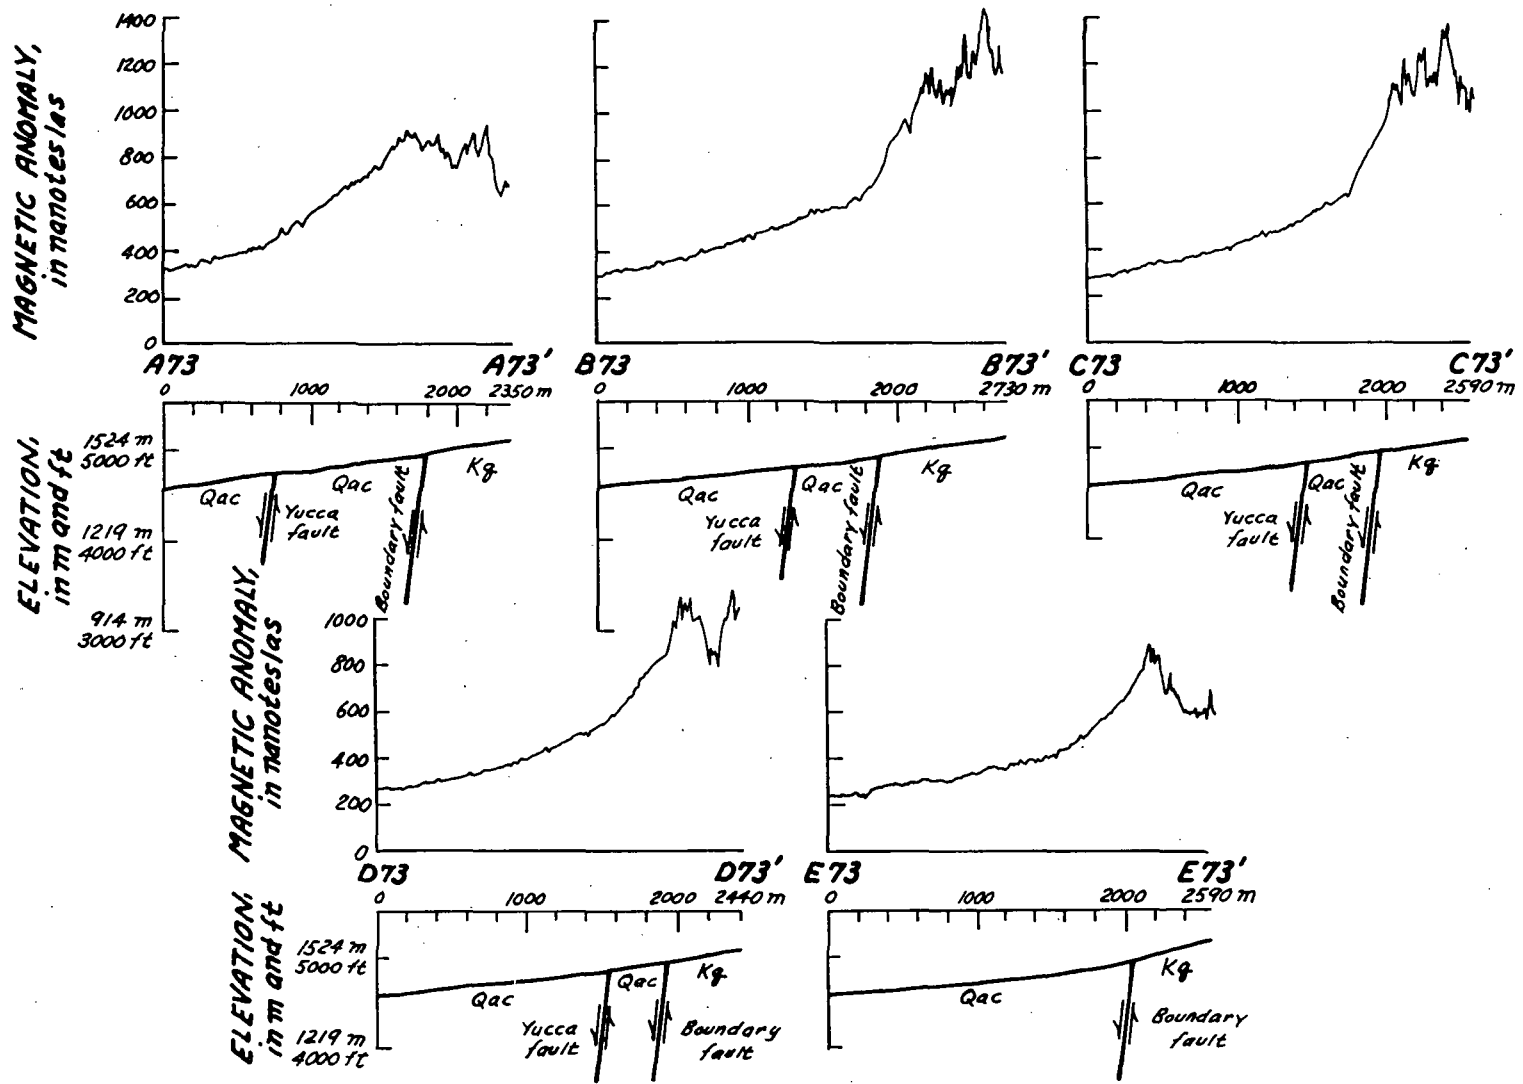 MAGNETIC ANOMALY,
in nanoteslas
1400
1200
1000
800
600
400
200
0
A73 A73' B73 B73' C73 C73'
0 1000 2000 2350 m 0 1000 2000 2730 m 0 1000 2000 2590 m
ELEVATION,
in m and ft
1524 m
5000 ft
1219 m
4000 ft
914 m
3000 ft
Qac Qac Kg
Yucca
fault
Boundary fault
Qac Qac Kg
Yucca
fault
Boundary fault
Qac Qac Kg
Yucca
fault
Boundary fault
MAGNETIC ANOMALY,
in nanoteslas
1000
800
600
400
200
0
D73 D73' E73 E73'
0 1000 2000 2440 m 0 1000 2000 2590 m
ELEVATION,
in m and ft
1524 m
5000 ft
1219 m
4000 ft
Qac Qac Kg
Yucca
fault
Boundary
fault
Qac Kg
Boundary
fault